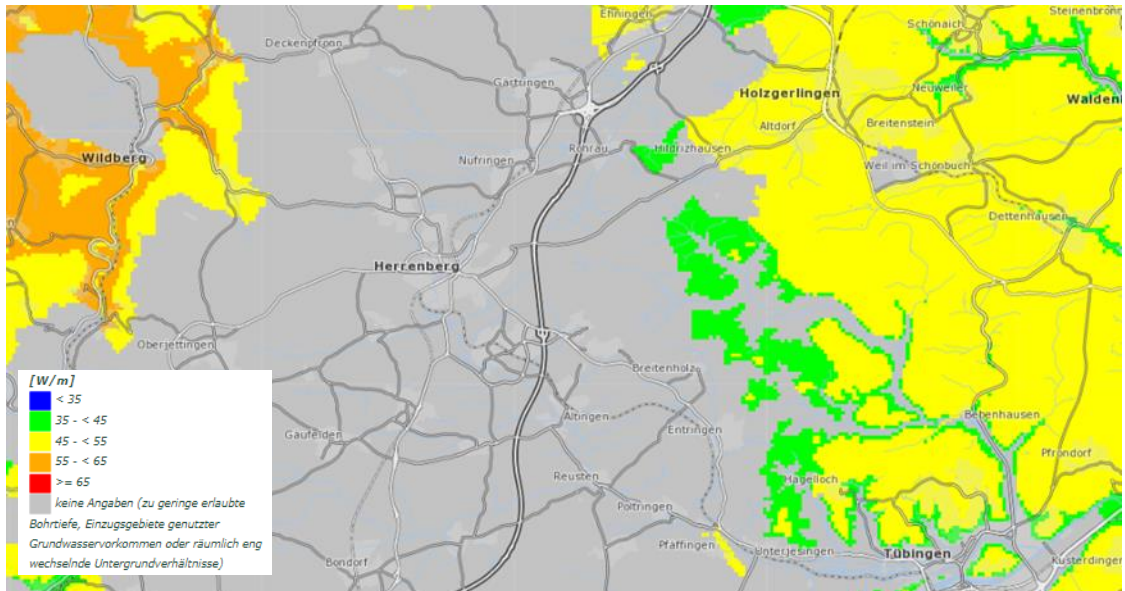 Ehningen
Steinenbronn
Schönaich
Deckenpfronn
Gärtringen
Neuweiler
Holzgerlingen
Waldenb
Altdorf
Breitenstein
Wildberg
Nufringen
Rohrau
Hildrizhausen
Weil im Schönbuch
Dettenhausen
Herrenberg
Oberjettingen
Breitenholz
[W/m]
< 35
35 - < 45
45 - < 55
55 - < 65
>= 65
keine Angaben (zu geringe erlaubte
Bohrtiefe, Einzugsgebiete genutzter
Grundwasservorkommen oder räumlich eng
wechselnde Untergrundverhältnisse)
Altingen
Bebenhausen
Gäufelden
Entringen
Pfrondorf
Reusten
Hagelloch
Poltringen
Pfäffingen
Unterjesingen
Tübingen
Bondorf
Kusterdingen